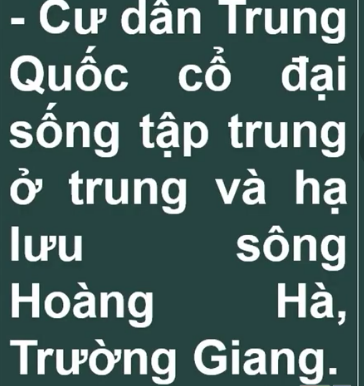 - Cư dân Trung
Quốc cổ đại
sống tập trung
ở trung và hạ
lưu sông
Hoàng Hà,
Trường Giang.